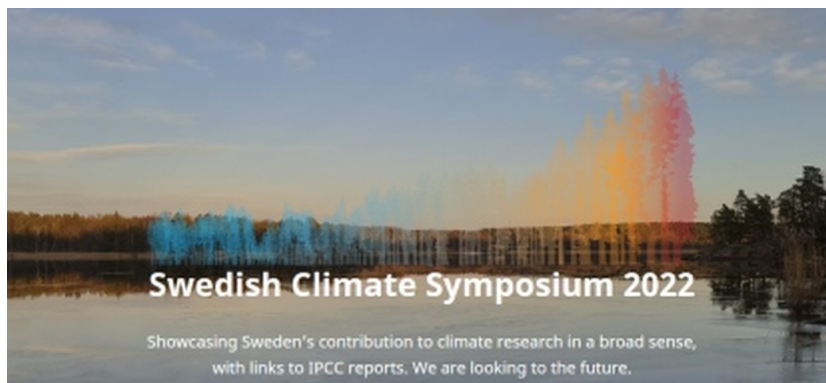 Swedish Climate Symposium 2022
Showcasing Sweden's contribution to climate research in a broad sense,
with links to IPCC reports. We are looking to the future.